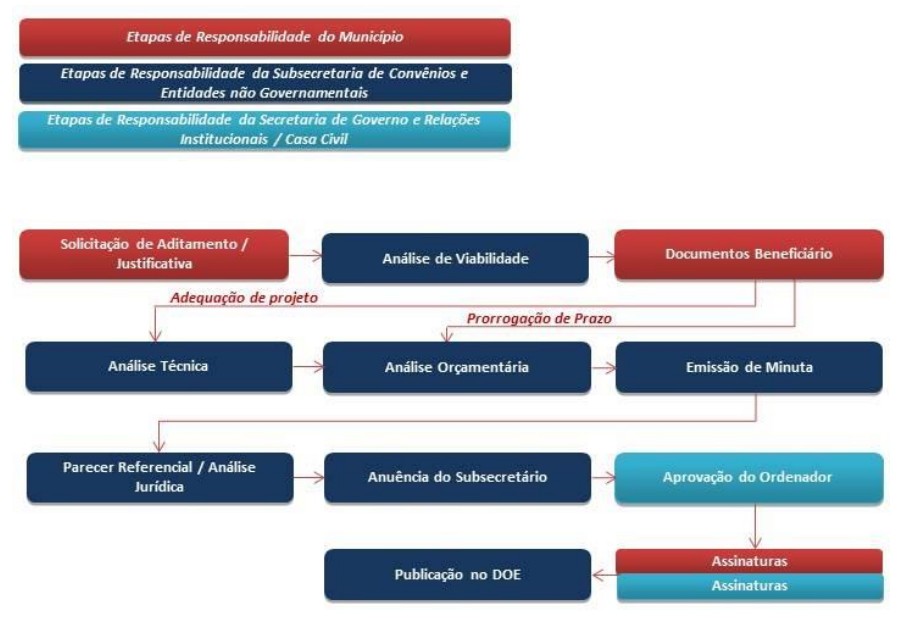 Etapas de Responsabilidade do Município
Etapas de Responsabilidade da Subsecretaria de Convênios e
Entidades não Governamentais
Etapas de Responsabilidade da Secretaria de Governo e Relações
Institucionais / Casa Civil
Solicitação de Aditamento /
Justificativa
Análise de Viabilidade
Documentos Beneficiário
Adequação de projeto
Prorrogação de Prazo
Análise Técnica
Análise Orçamentária
Emissão de Minuta
Parecer Referencial / Análise
Jurídica
Anuência do Subsecretário
Aprovação do Ordenador
Assinaturas
Assinaturas
Publicação no DOE